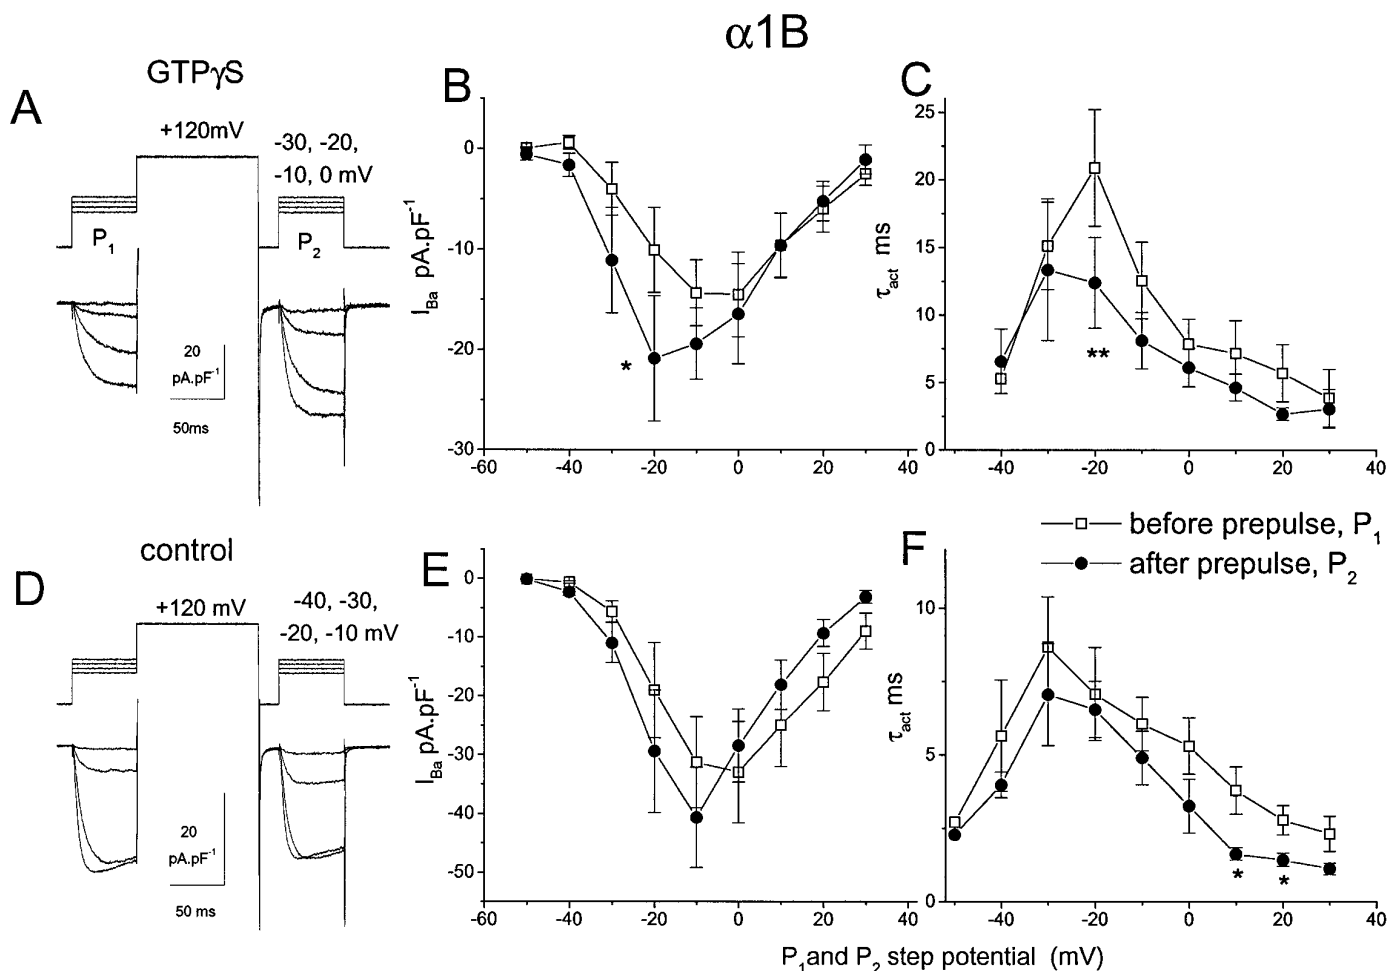 α1B
GTPγS
A
+120mV
-30, -20,
-10, 0 mV
P1
P2
20
pA.pF-1
50ms
B
0
-10
-20
-30
IBa pA.pF-1
*
-60
-40
-20
0
20
40
C
25
20
15
10
5
0
τact ms
**
-40
-20
0
20
40
before prepulse, P1
after prepulse, P2
control
D
+120 mV
-40, -30,
-20, -10 mV
20
pA.pF-1
50 ms
E
0
-10
-20
-30
-40
-50
IBa pA.pF-1
-60
-40
-20
0
20
40
F
10
5
0
τact ms
*
*
-40
-20
0
20
40
P1and P2 step potential (mV)